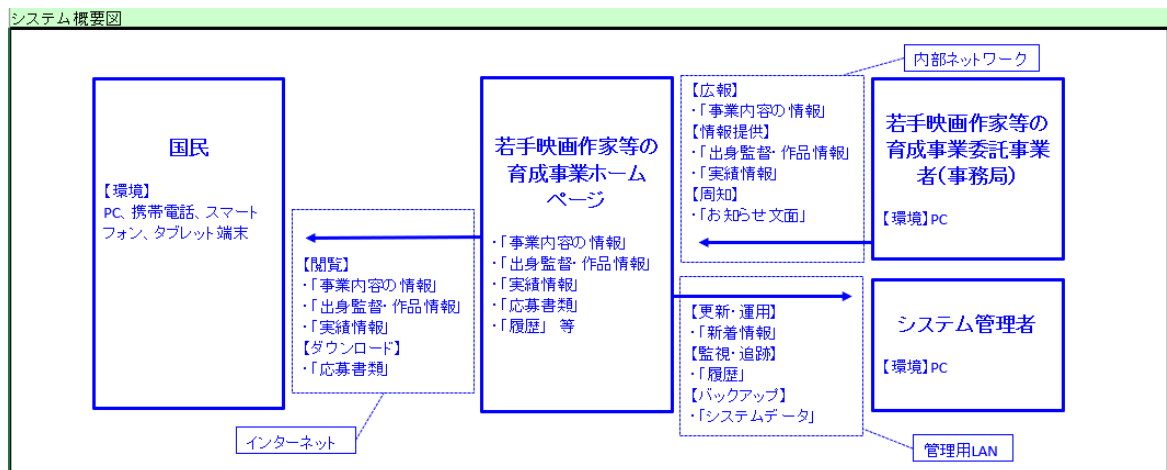 システム概要図
国民
【環境】
PC、携帯電話、スマート
フォン、タブレット端末
【閲覧】
・「事業内容の情報」
・「出身監督・作品情報」
・「実績情報」
【ダウンロード】
・「応募書類」
インターネット
若手映画作家等の
育成事業ホーム
ページ
・「事業内容の情報」
・「出身監督・作品情報」
・「実績情報」
・「応募書類」
・「履歴」 等
内部ネットワーク
【広報】
・「事業内容の情報」
【情報提供】
・「出身監督・作品情報」
・「実績情報」
【周知】
・「お知らせ文面」
若手映画作家等の
育成事業委託事業
者(事務局)
【環境】PC
【更新・運用】
・「新着情報」
【監視・追跡】
・「履歴」
【バックアップ】
・「システムデータ」
管理用LAN
システム管理者
【環境】PC